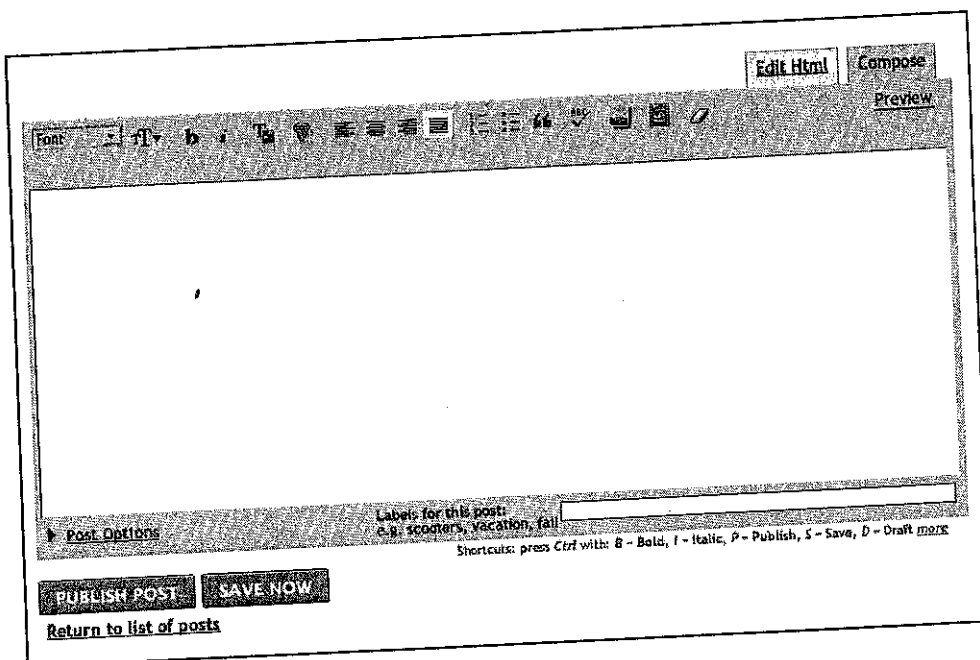 Edit Html Compose
Preview
Font
ABC
Post Options
Labels for this post:
e.g. scooters, vacation, fall
Shortcuts: press Ctrl with: B - Bold, I - Italic, P - Publish, S - Save, D - Draft more
PUBLISH POST SAVE NOW
Return to list of posts